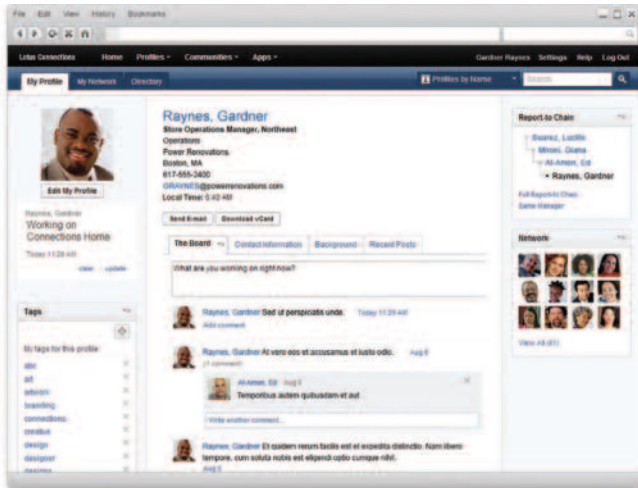 File Edit View History Bookmarks
Lotus Connections Home Profiles Communities Apps Gardner Raynes Settings Help Log Out
My Profile My Network Directory Profiles by Name Search
Edit My Profile
Raynes, Gardner
Working on
Connections Home
Today 11:29 AM
clear update
Tags
My tags for this profile:
abc
art
artwork
branding
connections
creative
design
designer
designs
Raynes, Gardner
Store Operations Manager, Northeast
Operations
Power Renovations
Boston, MA
617-555-2400
GRAYNES@powerrenovations.com
Local Time: 6:40 AM
Send E-mail Download vCard
The Board Contact Information Background Recent Posts
What are you working on right now?
Raynes, Gardner Sed ut perspiciatis unde. Today 11:29 AM
Add comment
Raynes, Gardner At vero eos et accusamus et iusto odio. Aug 6
(1 comment)
Al-Amon, Ed Aug 6
Temporibus autem quibusdam et aut
Write another comment...
Raynes, Gardner Et quidem rerum facilis est et expedita distinctio. Nam libero
tempore, cum soluta nobis est eligendi optio cumque nihil.
Aug 5
Report-to Chain
Suarez, Lucille
Misroni, Diana
Al-Amon, Ed
Raynes, Gardner
Full Report-to Chain
Same Manager
Network
View All (81)